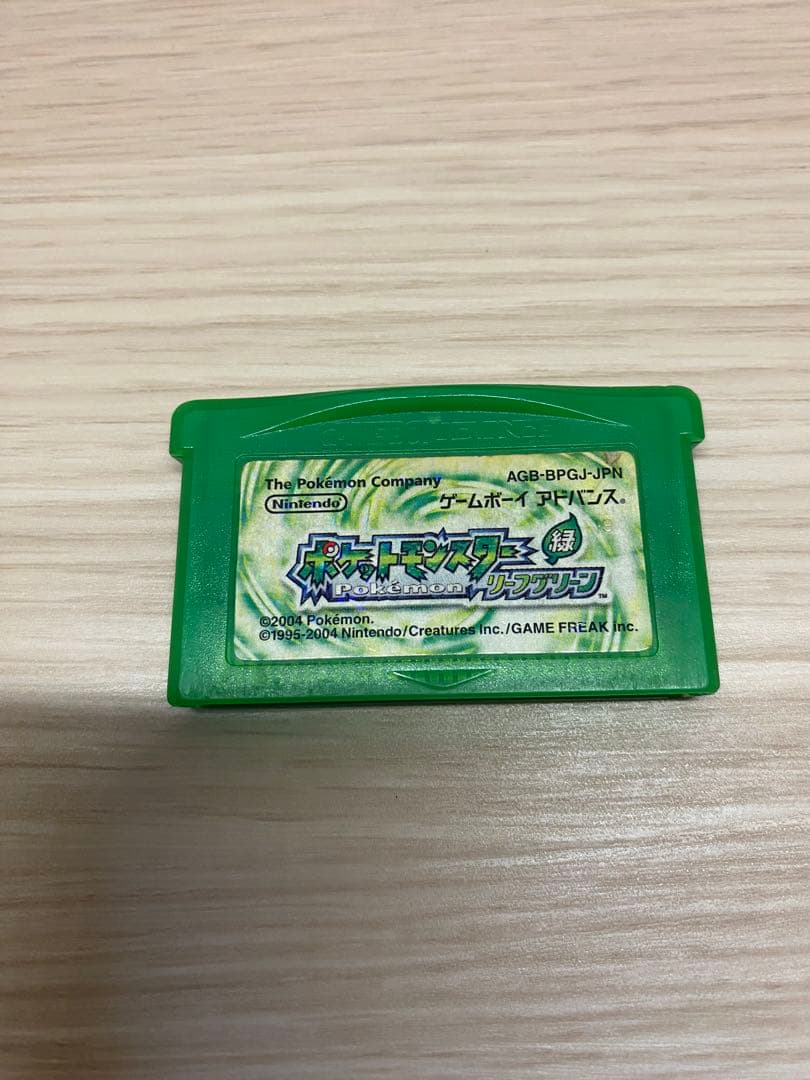 GAME BOY ADVANCE
The Pokémon Company
AGB-BPGJ-JPN
Nintendo
ゲームボーイ アドバンス®
ポケットモンスター
緑
Pokémon
リーフグリーン™
©2004 Pokémon.
©1995-2004 Nintendo/Creatures Inc./GAME FREAK inc.